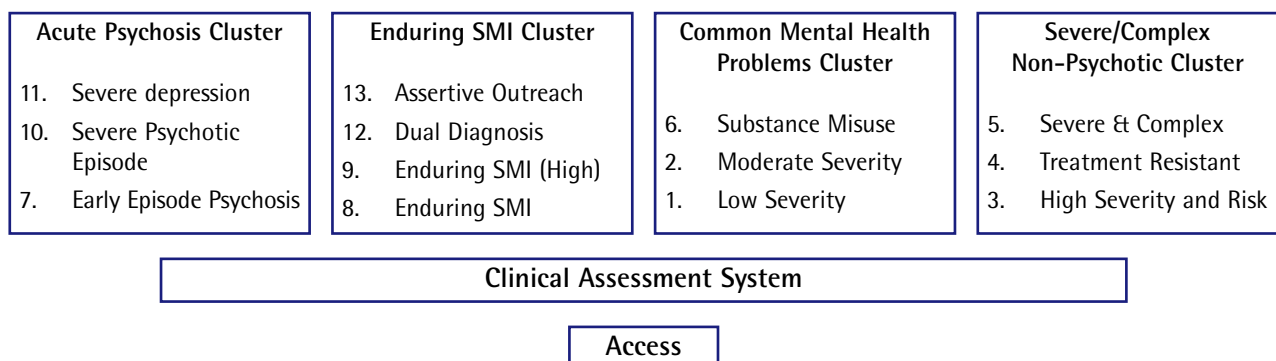 Acute Psychosis Cluster
11. Severe depression
10. Severe Psychotic
Episode
7. Early Episode Psychosis
Enduring SMI Cluster
13. Assertive Outreach
12. Dual Diagnosis
9. Enduring SMI (High)
8. Enduring SMI
Common Mental Health
Problems Cluster
6. Substance Misuse
2. Moderate Severity
1. Low Severity
Severe/Complex
Non-Psychotic Cluster
5. Severe & Complex
4. Treatment Resistant
3. High Severity and Risk
Clinical Assessment System
Access